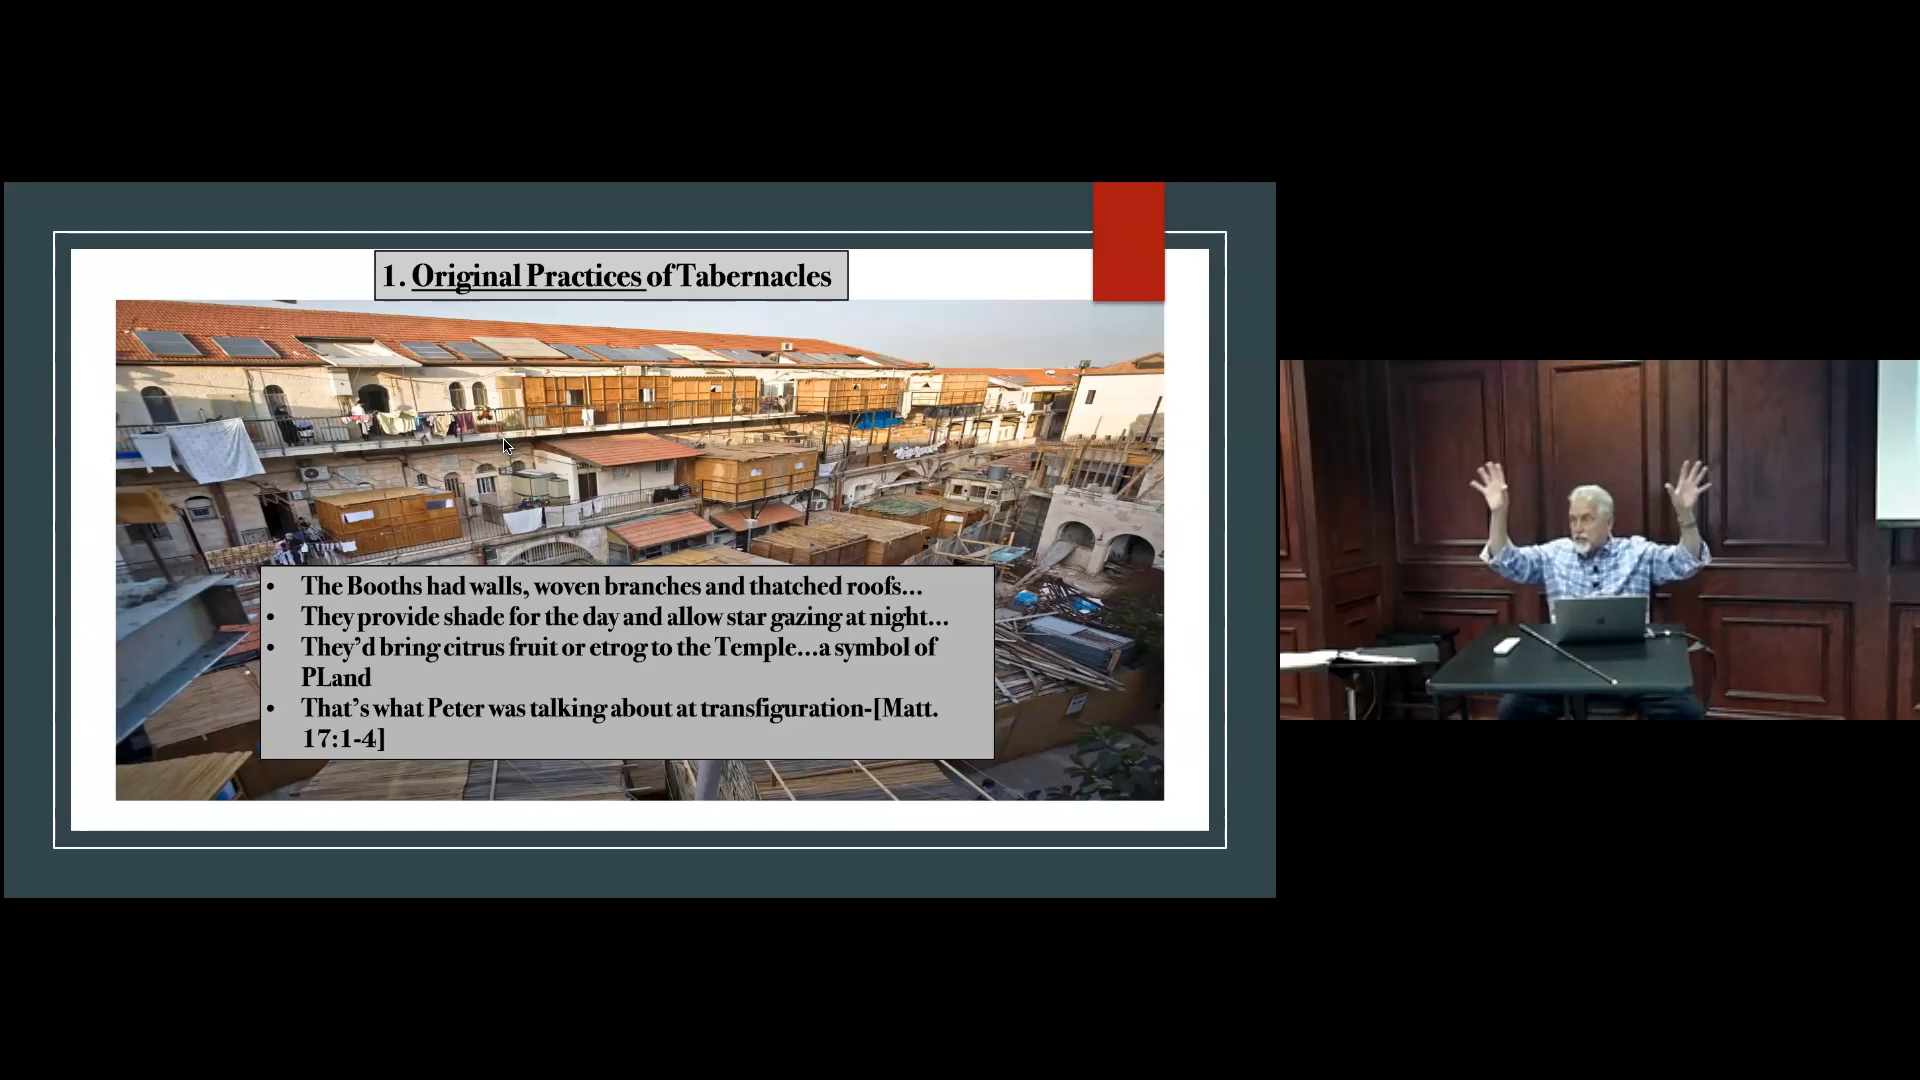 1. Original Practices of Tabernacles
• The Booths had walls, woven branches and thatched roofs…
• They provide shade for the day and allow star gazing at night…
• They’d bring citrus fruit or etrog to the Temple…a symbol of
PLand
• That’s what Peter was talking about at transfiguration-[Matt.
17:1-4]